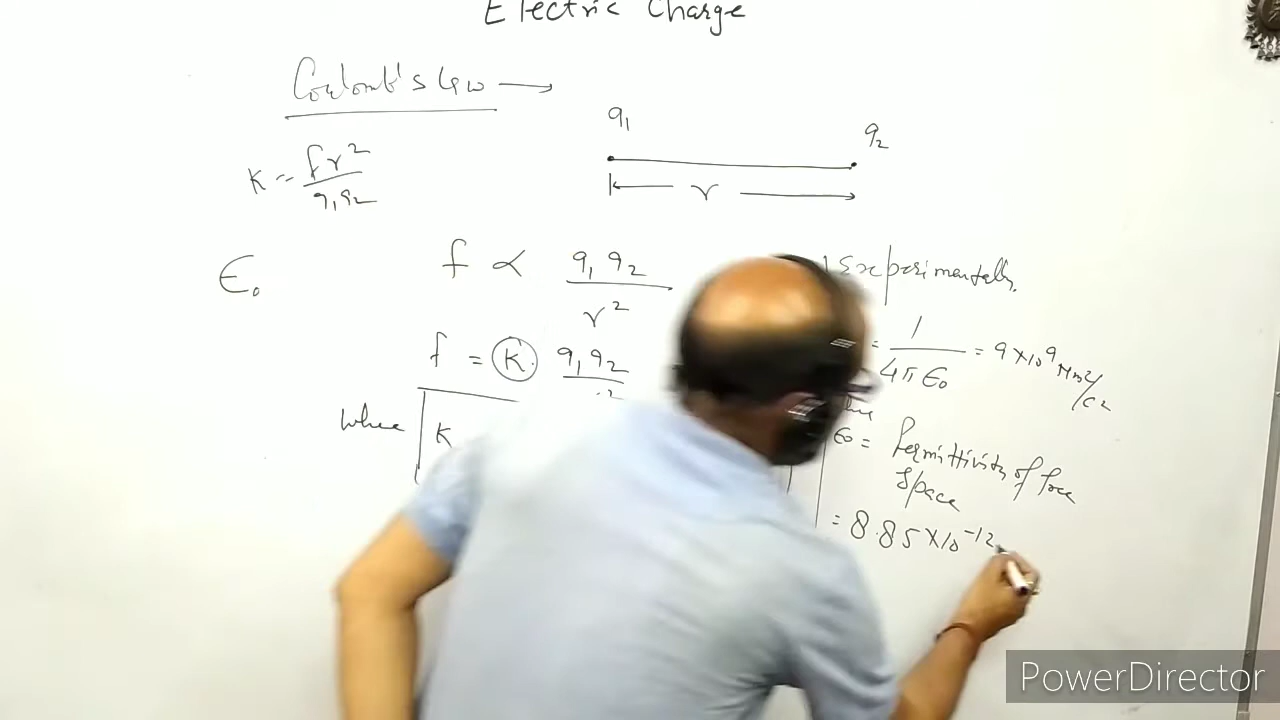 Electric Charge
Coulomb's Law →
q₁
q₂
K = fr²/q₁q₂
r
ϵ₀
f ∝ q₁q₂/r²
f = K q₁q₂
where
K
Experimentally
= 1/4πϵ₀ = 9×10⁹ Nm²/C²
ϵ₀ = Permittivity of free
space
= 8.85×10⁻¹²
PowerDirector